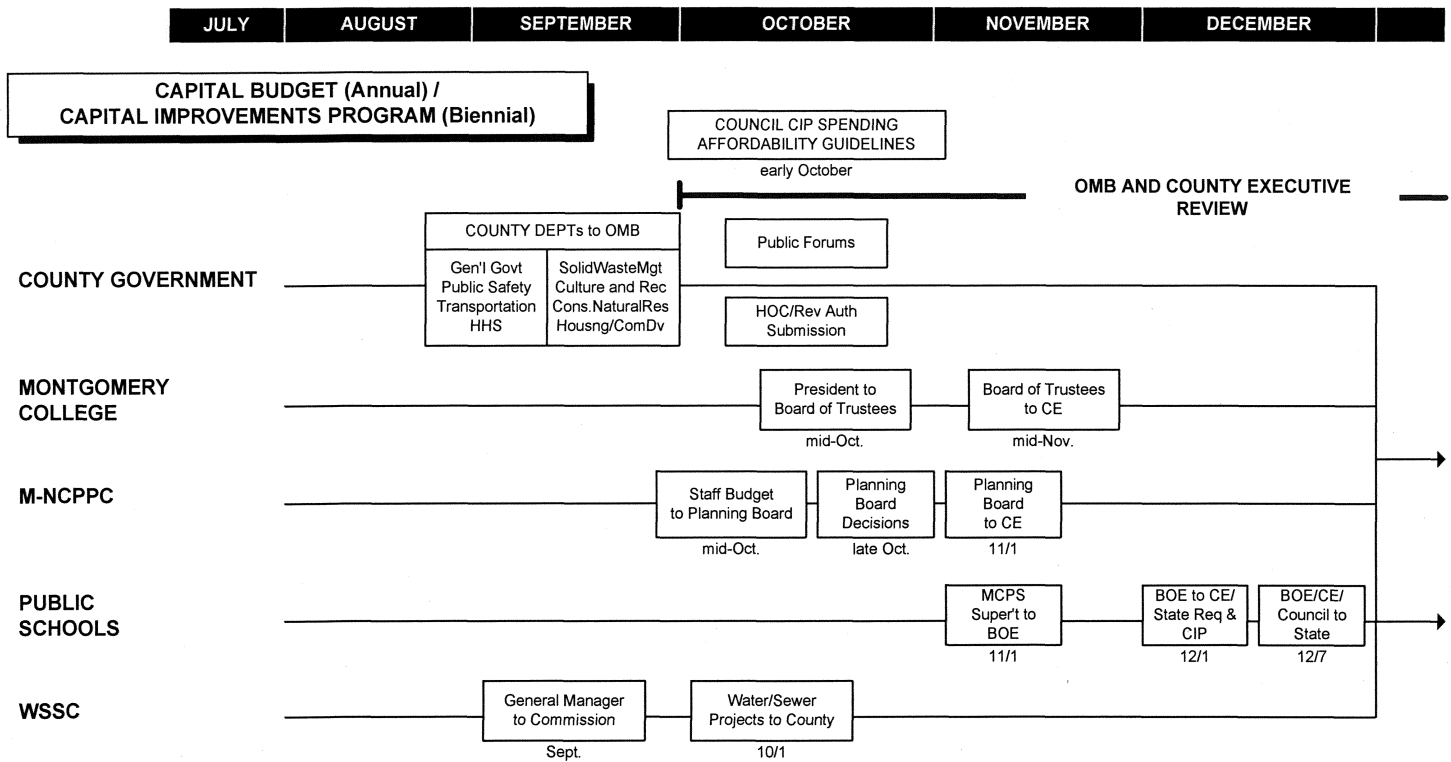 JULY AUGUST SEPTEMBER OCTOBER NOVEMBER DECEMBER
CAPITAL BUDGET (Annual) /
CAPITAL IMPROVEMENTS PROGRAM (Biennial)
COUNCIL CIP SPENDING
AFFORDABILITY GUIDELINES
early October
OMB AND COUNTY EXECUTIVE
REVIEW
COUNTY GOVERNMENT
COUNTY DEPTs to OMB
Gen'l Govt
Public Safety
Transportation
HHS
SolidWasteMgt
Culture and Rec
Cons.NaturalRes
Housng/ComDv
Public Forums
HOC/Rev Auth
Submission
MONTGOMERY
COLLEGE
President to
Board of Trustees
mid-Oct.
Board of Trustees
to CE
mid-Nov.
M-NCPPC
Staff Budget
to Planning Board
mid-Oct.
Planning
Board
Decisions
late Oct.
Planning
Board
to CE
11/1
PUBLIC
SCHOOLS
MCPS
Super't to
BOE
11/1
BOE to CE/
State Req &
CIP
12/1
BOE/CE/
Council to
State
12/7
WSSC
General Manager
to Commission
Sept.
Water/Sewer
Projects to County
10/1